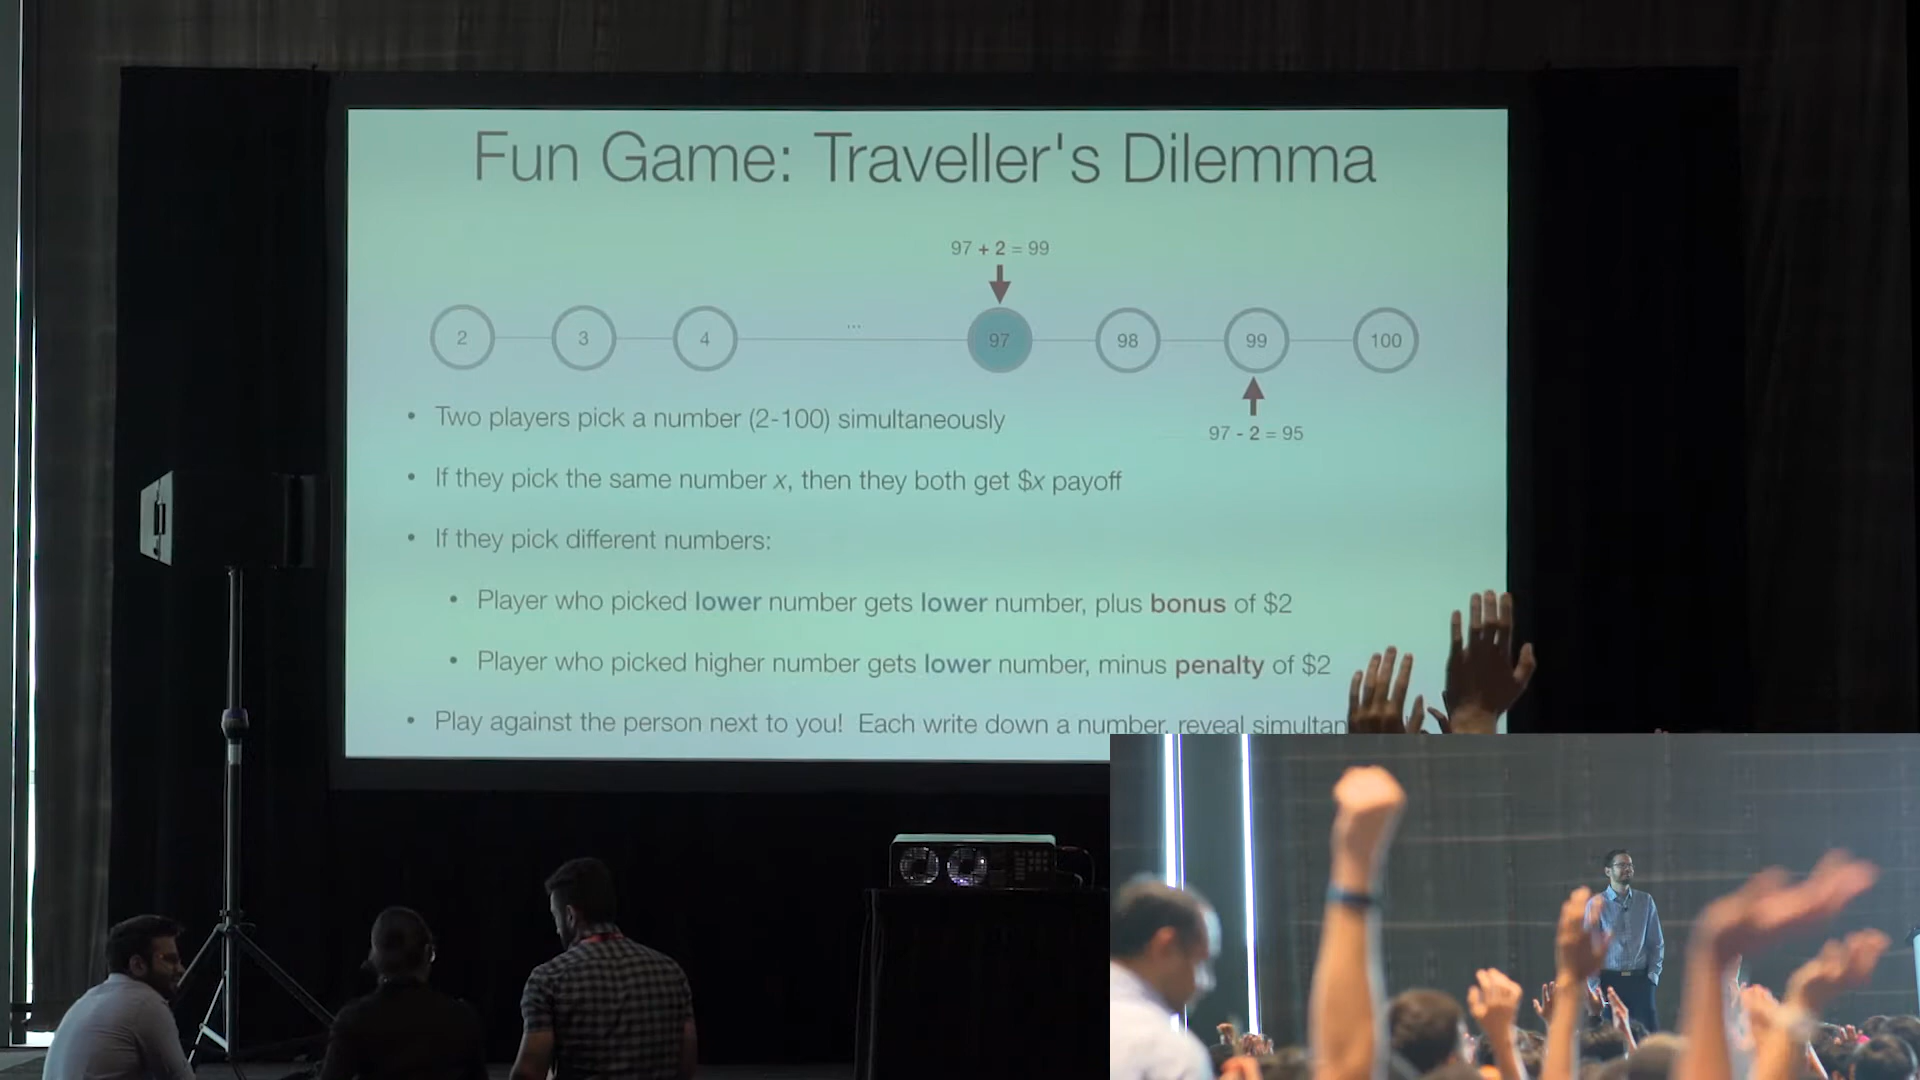 Fun Game: Traveller's Dilemma
97 + 2 = 99
2 3 4 ... 97 98 99 100
97 - 2 = 95
• Two players pick a number (2-100) simultaneously
• If they pick the same number x, then they both get $x payoff
• If they pick different numbers:
• Player who picked lower number gets lower number, plus bonus of $2
• Player who picked higher number gets lower number, minus penalty of $2
• Play against the person next to you! Each write down a number, reveal simultan